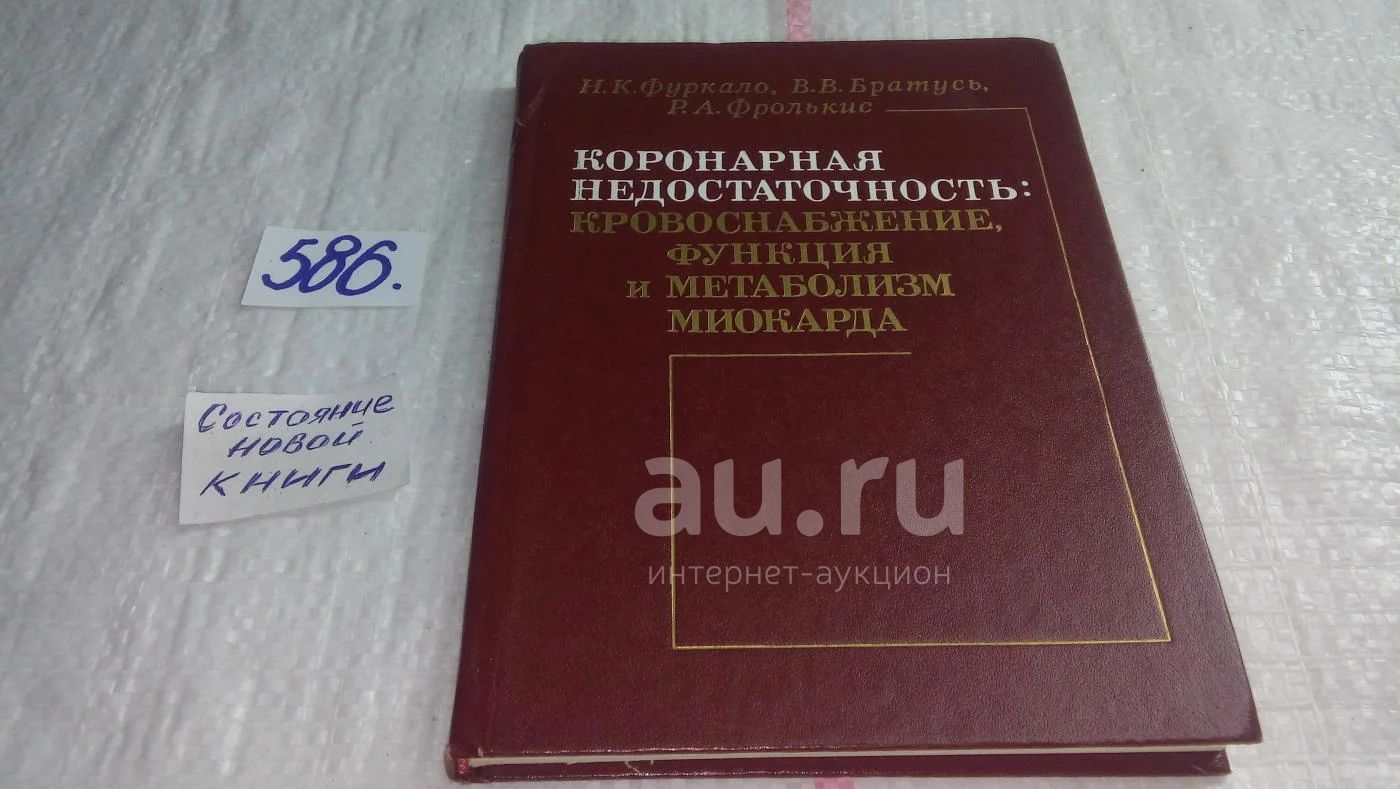 Н. К. Фуркало, В. В. Братусь,
Р. А. Фролькис
КОРОНАРНАЯ
НЕДОСТАТОЧНОСТЬ:
КРОВОСНАБЖЕНИЕ,
ФУНКЦИЯ
И МЕТАБОЛИЗМ
МИОКАРДА
586.
Состояние
новой
книги
au.ru
интернет-аукцион